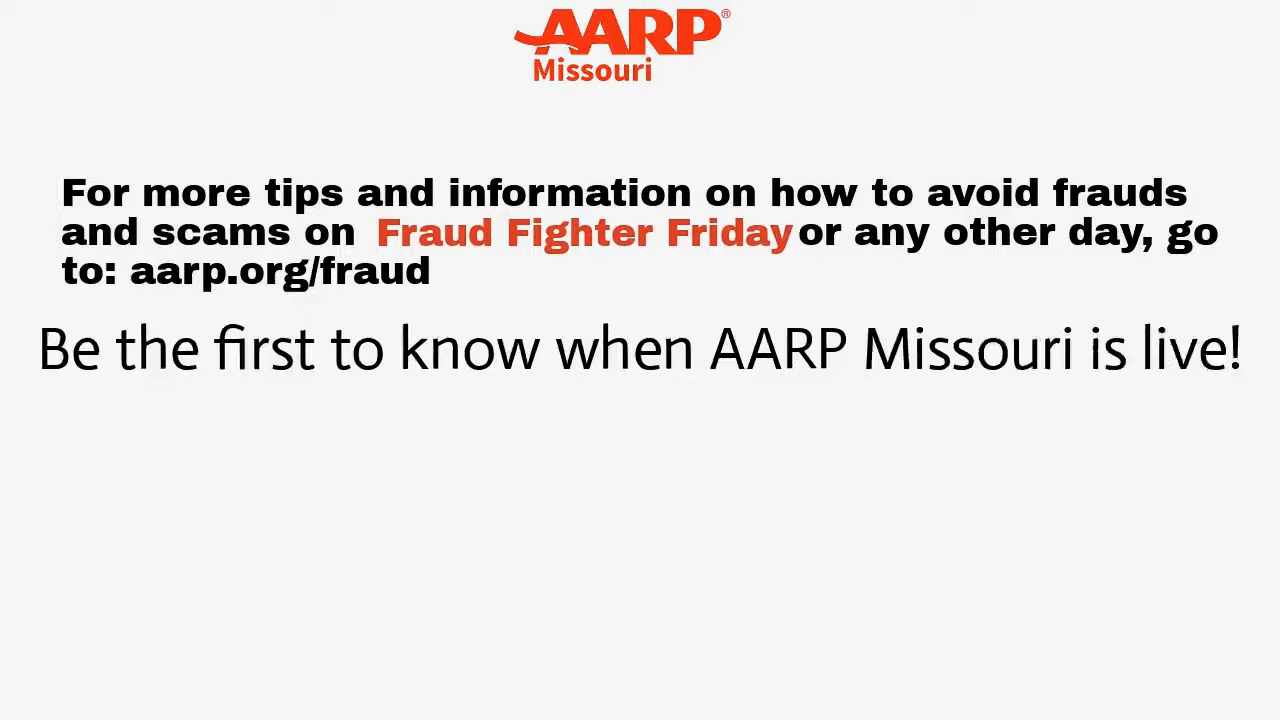 AARP®
Missouri
For more tips and information on how to avoid frauds
and scams on Fraud Fighter Friday or any other day, go
to: aarp.org/fraud
Be the first to know when AARP Missouri is live!